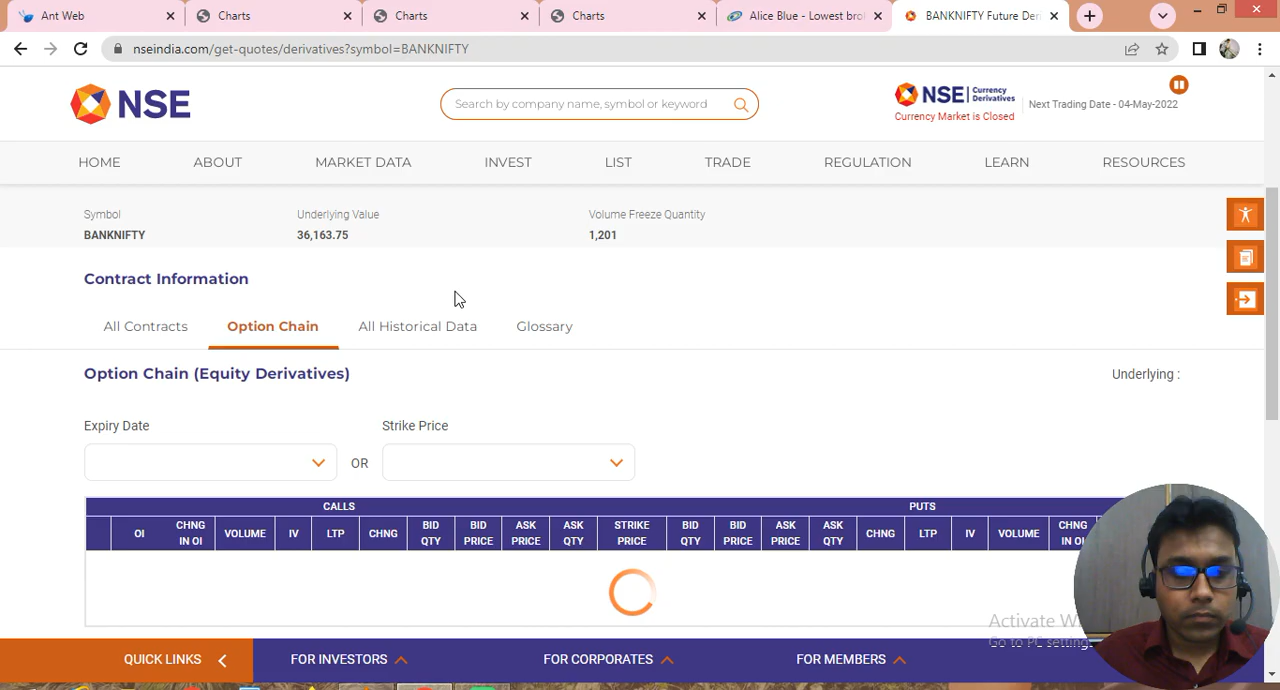 Ant Web
Charts
Charts
Charts
Alice Blue - Lowest bro
BANKNIFTY Future Der
nseindia.com/get-quotes/derivatives?symbol=BANKNIFTY
NSE
Search by company name, symbol or keyword
NSE Currency Derivatives
Currency Market is Closed
Next Trading Date - 04-May-2022
HOME ABOUT MARKET DATA INVEST LIST TRADE REGULATION LEARN RESOURCES
Symbol Underlying Value Volume Freeze Quantity
BANKNIFTY 36,163.75 1,201
Contract Information
All Contracts Option Chain All Historical Data Glossary
Option Chain (Equity Derivatives) Underlying :
Expiry Date Strike Price
OR
CALLS PUTS
OI CHNG IN OI VOLUME IV LTP CHNG BID QTY BID PRICE ASK PRICE ASK QTY STRIKE PRICE BID QTY BID PRICE ASK PRICE ASK QTY CHNG LTP IV VOLUME CHNG IN OI
Activate W
Go to PC setting
QUICK LINKS FOR INVESTORS FOR CORPORATES FOR MEMBERS